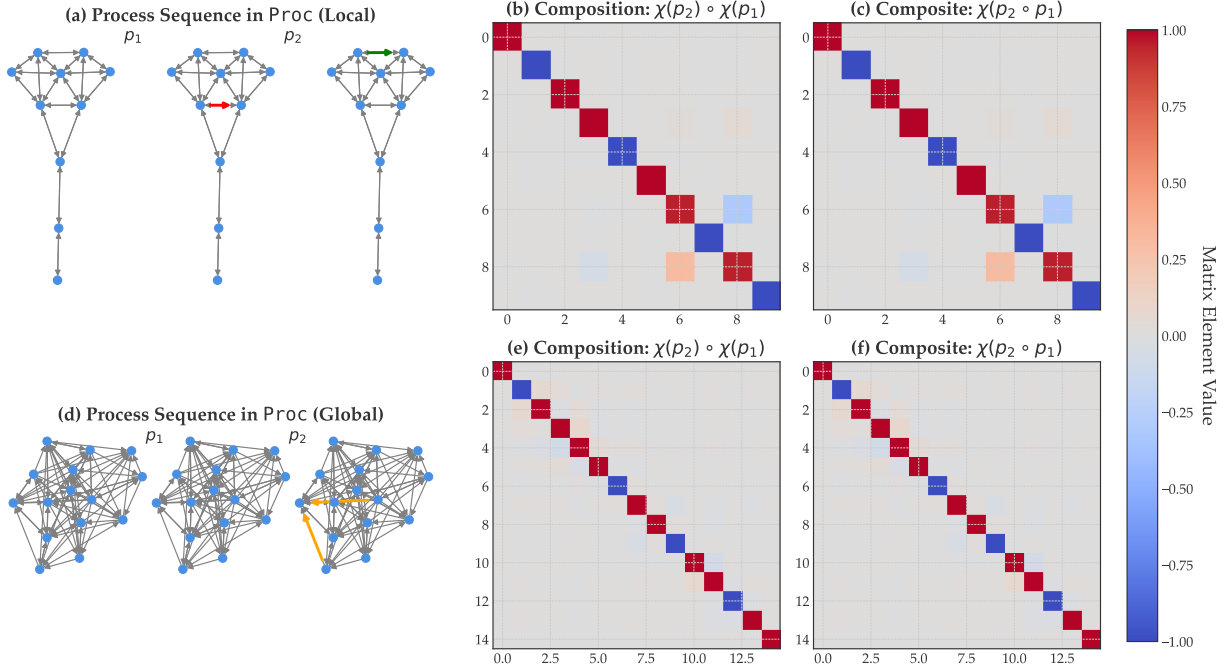 (a) Process Sequence in Proc (Local)
p₁ p₂
(b) Composition: χ(p₂) ∘ χ(p₁)
0
2
4
6
8
0 2 4 6 8
(c) Composite: χ(p₂ ∘ p₁)
0
2
4
6
8
0 2 4 6 8
(d) Process Sequence in Proc (Global)
p₁ p₂
(e) Composition: χ(p₂) ∘ χ(p₁)
0
2
4
6
8
10
12
14
0.0 2.5 5.0 7.5 10.0 12.5
(f) Composite: χ(p₂ ∘ p₁)
0
2
4
6
8
10
12
14
0.0 2.5 5.0 7.5 10.0 12.5
1.00
0.75
0.50
0.25
0.00
−0.25
−0.50
−0.75
−1.00
Matrix Element Value